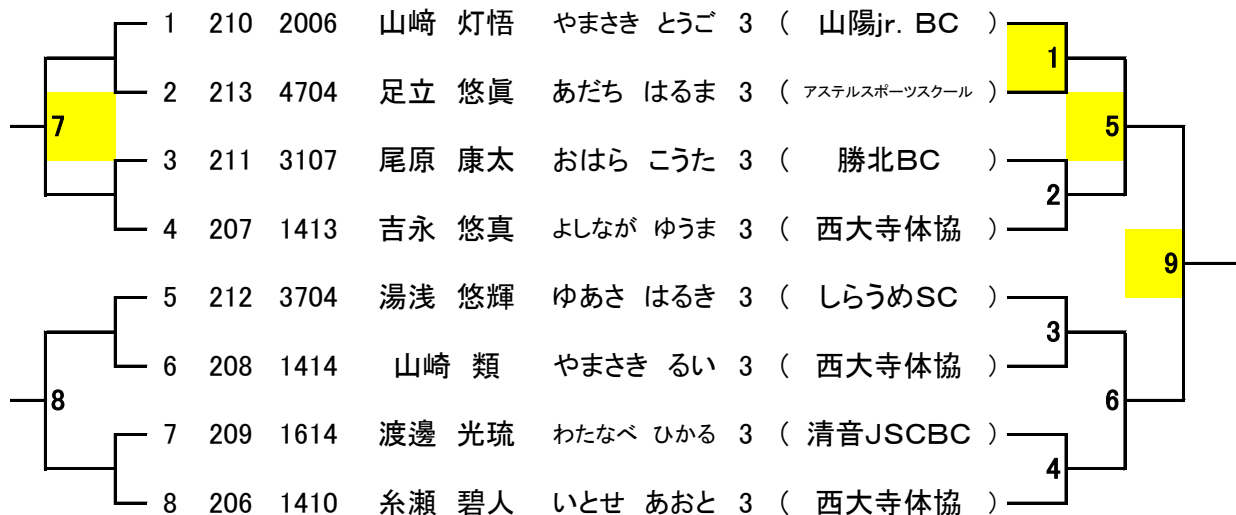 1 210 2006 山﨑 灯悟 やまさき とうご 3 ( 山陽jr. BC )
1
2 213 4704 足立 悠眞 あだち はるま 3 ( アステルスポーツスクール )
7 5
3 211 3107 尾原 康太 おはら こうた 3 ( 勝北BC )
2
4 207 1413 吉永 悠真 よしなが ゆうま 3 ( 西大寺体協 )
9
5 212 3704 湯浅 悠輝 ゆあさ はるき 3 ( しらうめSC )
3
6 208 1414 山崎 類 やまさき るい 3 ( 西大寺体協 )
8 6
7 209 1614 渡邊 光琉 わたなべ ひかる 3 ( 清音JSCBC )
4
8 206 1410 糸瀬 碧人 いとせ あおと 3 ( 西大寺体協 )